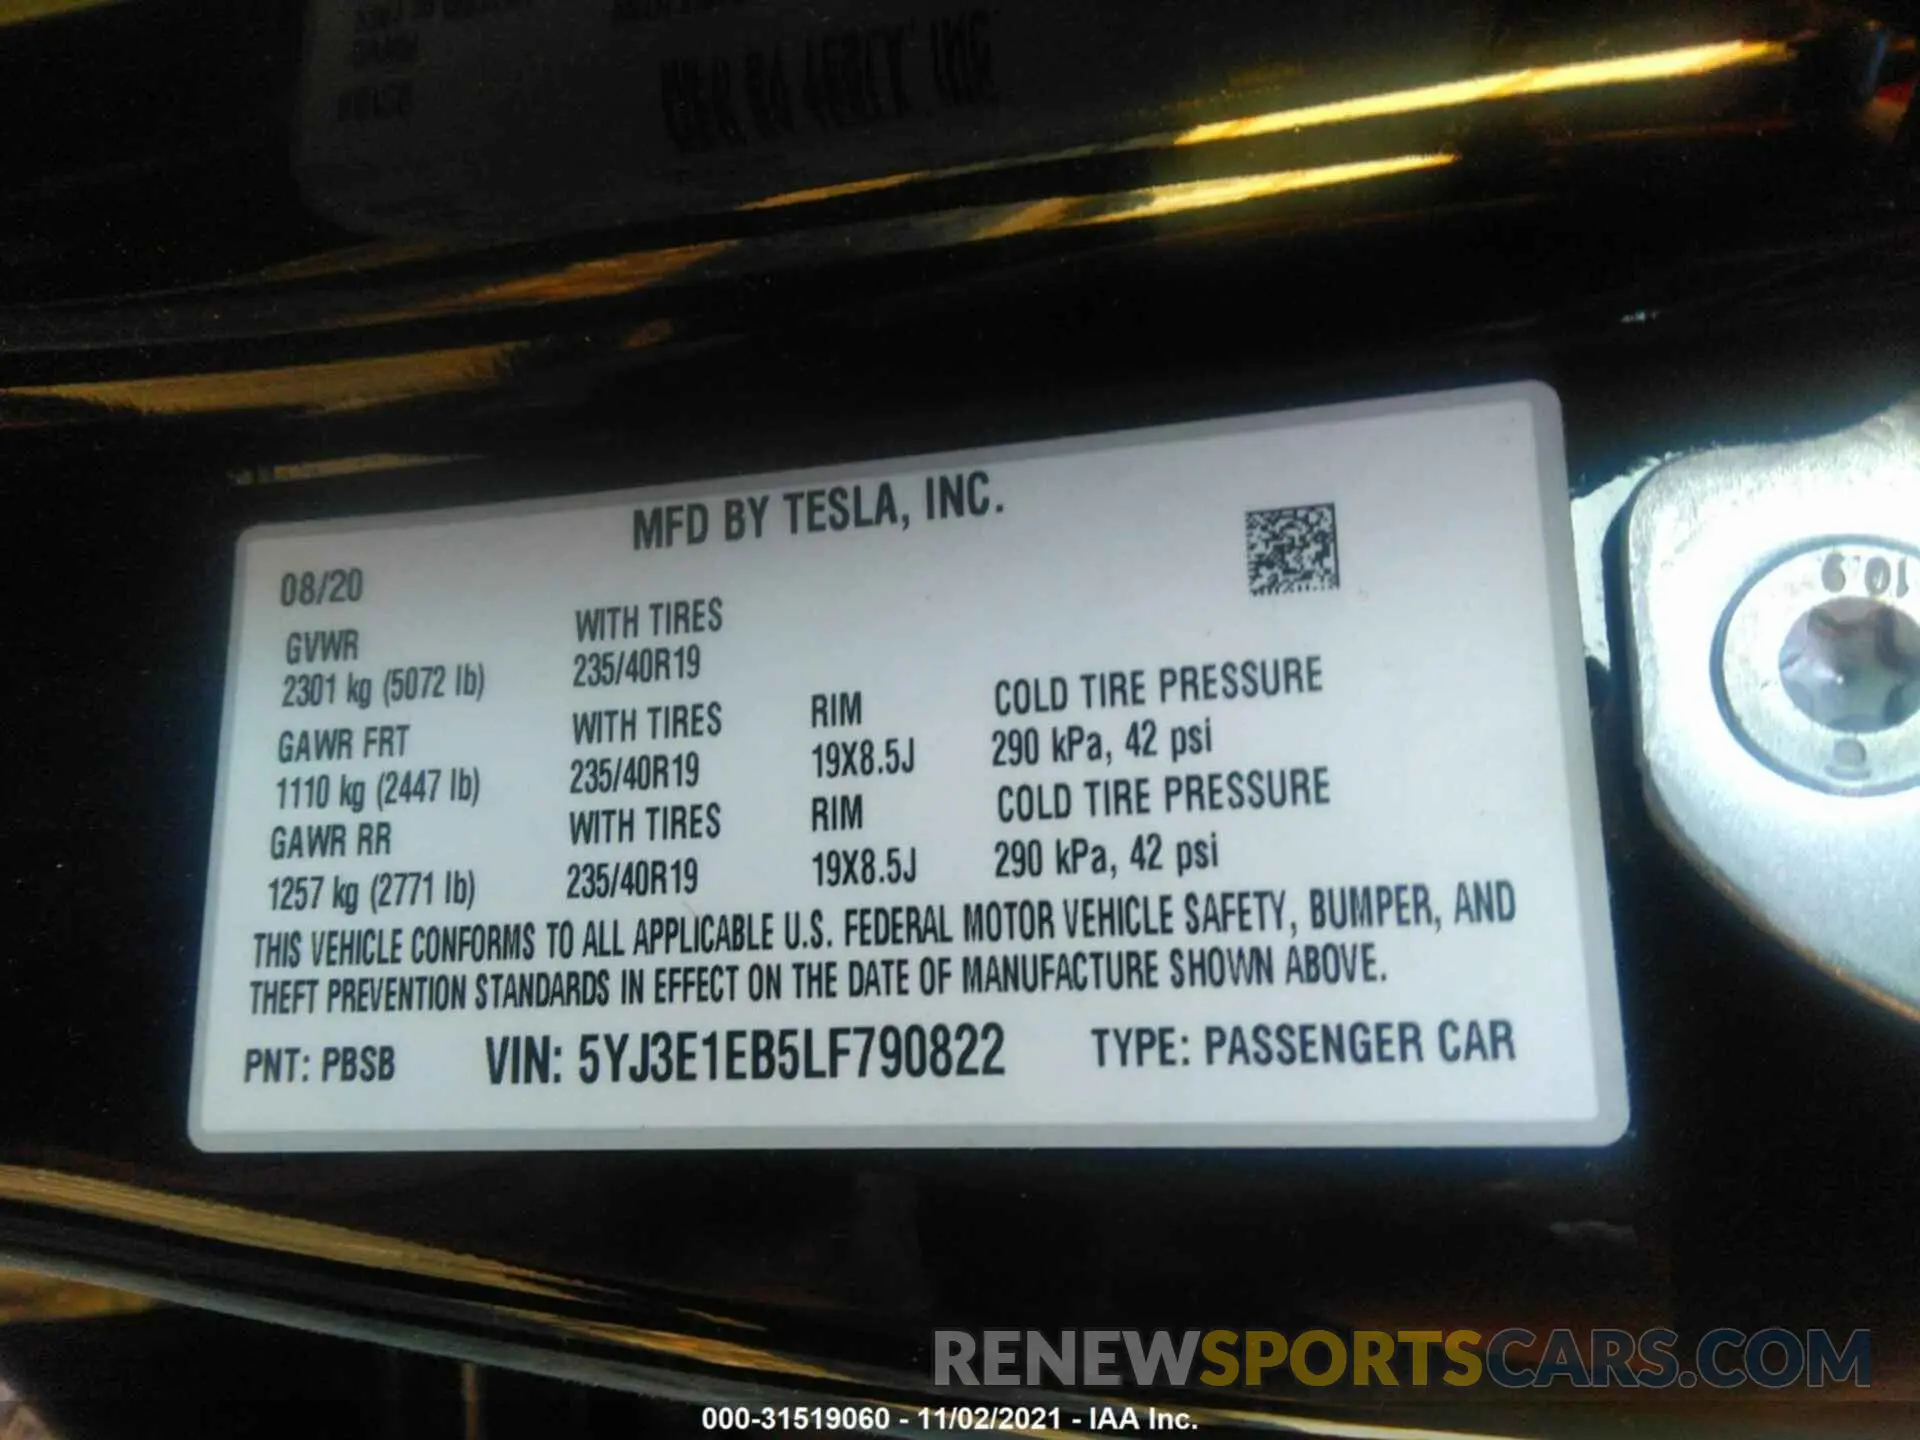 MFD BY TESLA, INC.
08/20
GVWR WITH TIRES
2301 kg (5072 lb) 235/40R19
GAWR FRT WITH TIRES RIM COLD TIRE PRESSURE
1110 kg (2447 lb) 235/40R19 19X8.5J 290 kPa, 42 psi
GAWR RR WITH TIRES RIM COLD TIRE PRESSURE
1257 kg (2771 lb) 235/40R19 19X8.5J 290 kPa, 42 psi
THIS VEHICLE CONFORMS TO ALL APPLICABLE U.S. FEDERAL MOTOR VEHICLE SAFETY, BUMPER, AND
THEFT PREVENTION STANDARDS IN EFFECT ON THE DATE OF MANUFACTURE SHOWN ABOVE.
PNT: PBSB VIN: 5YJ3E1EB5LF790822 TYPE: PASSENGER CAR
10.9
RENEWSPORTSCARS.COM
000-31519060 - 11/02/2021 - IAA Inc.